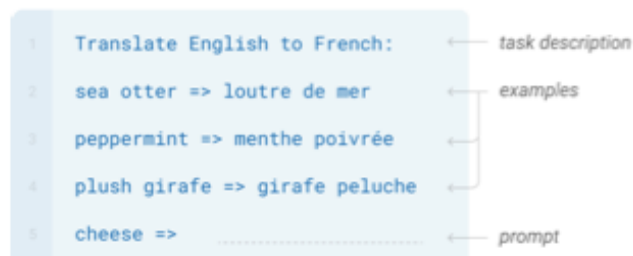 1 Translate English to French: task description
2 sea otter => loutre de mer examples
3 peppermint => menthe poivrée
4 plush girafe => girafe peluche
5 cheese => prompt